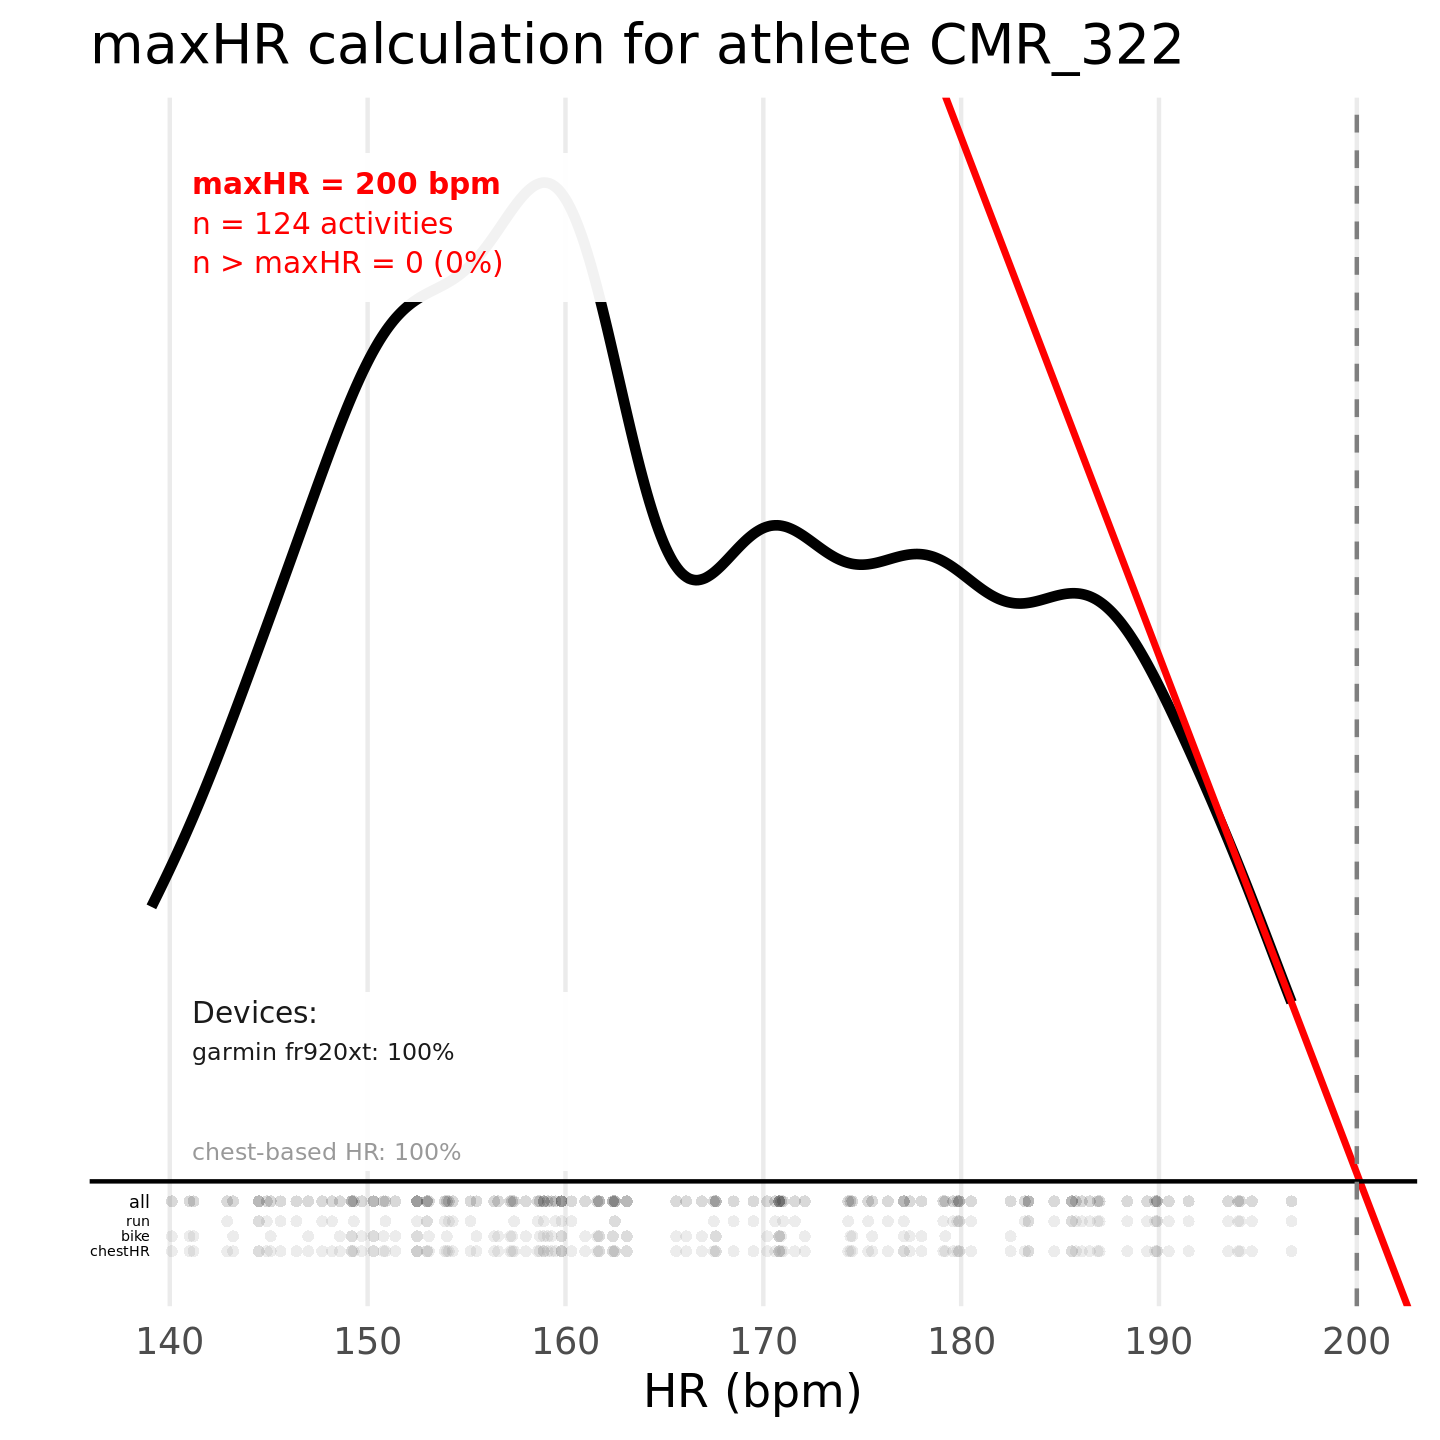 maxHR calculation for athlete CMR_322
maxHR = 200 bpm
n = 124 activities
n > maxHR = 0 (0%)
Devices:
garmin fr920xt: 100%
chest-based HR: 100%
all
run
bike
chestHR
140 150 160 170 180 190 200
HR (bpm)